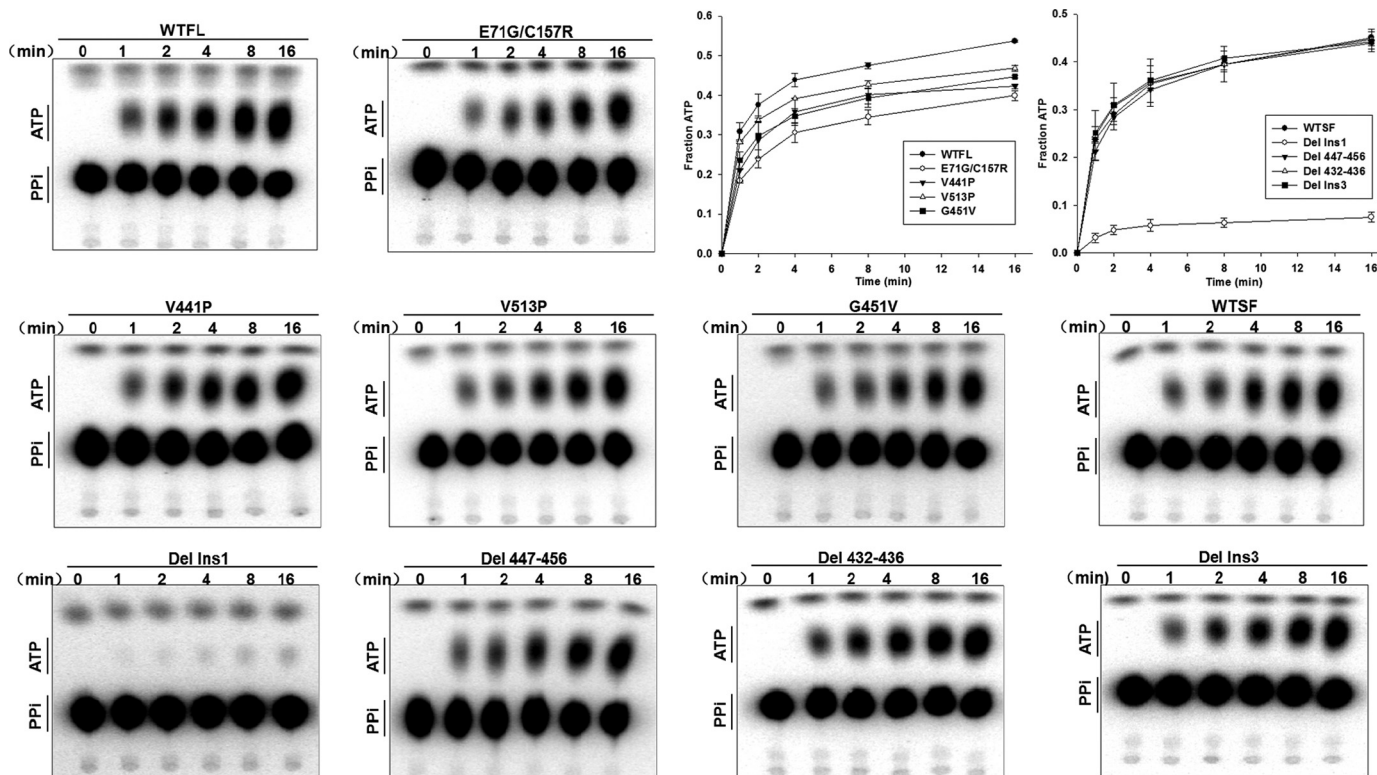 WTFL
(min) 0 1 2 4 8 16
ATP
PPi
E71G/C157R
(min) 0 1 2 4 8 16
ATP
PPi
0.6
0.5
0.4
0.3
0.2
0.1
0.0
Fraction ATP
0 2 4 6 8 10 12 14 16
Time (min)
WTFL
E71G/C157R
V441P
V513P
G451V
0.5
0.4
0.3
0.2
0.1
0.0
Fraction ATP
0 2 4 6 8 10 12 14 16
Time (min)
WTSF
Del Ins1
Del 447-456
Del 432-436
Del Ins3
V441P
(min) 0 1 2 4 8 16
ATP
PPi
V513P
(min) 0 1 2 4 8 16
ATP
PPi
G451V
(min) 0 1 2 4 8 16
ATP
PPi
WTSF
(min) 0 1 2 4 8 16
ATP
PPi
Del Ins1
(min) 0 1 2 4 8 16
ATP
PPi
Del 447-456
(min) 0 1 2 4 8 16
ATP
PPi
Del 432-436
(min) 0 1 2 4 8 16
ATP
PPi
Del Ins3
(min) 0 1 2 4 8 16
ATP
PPi